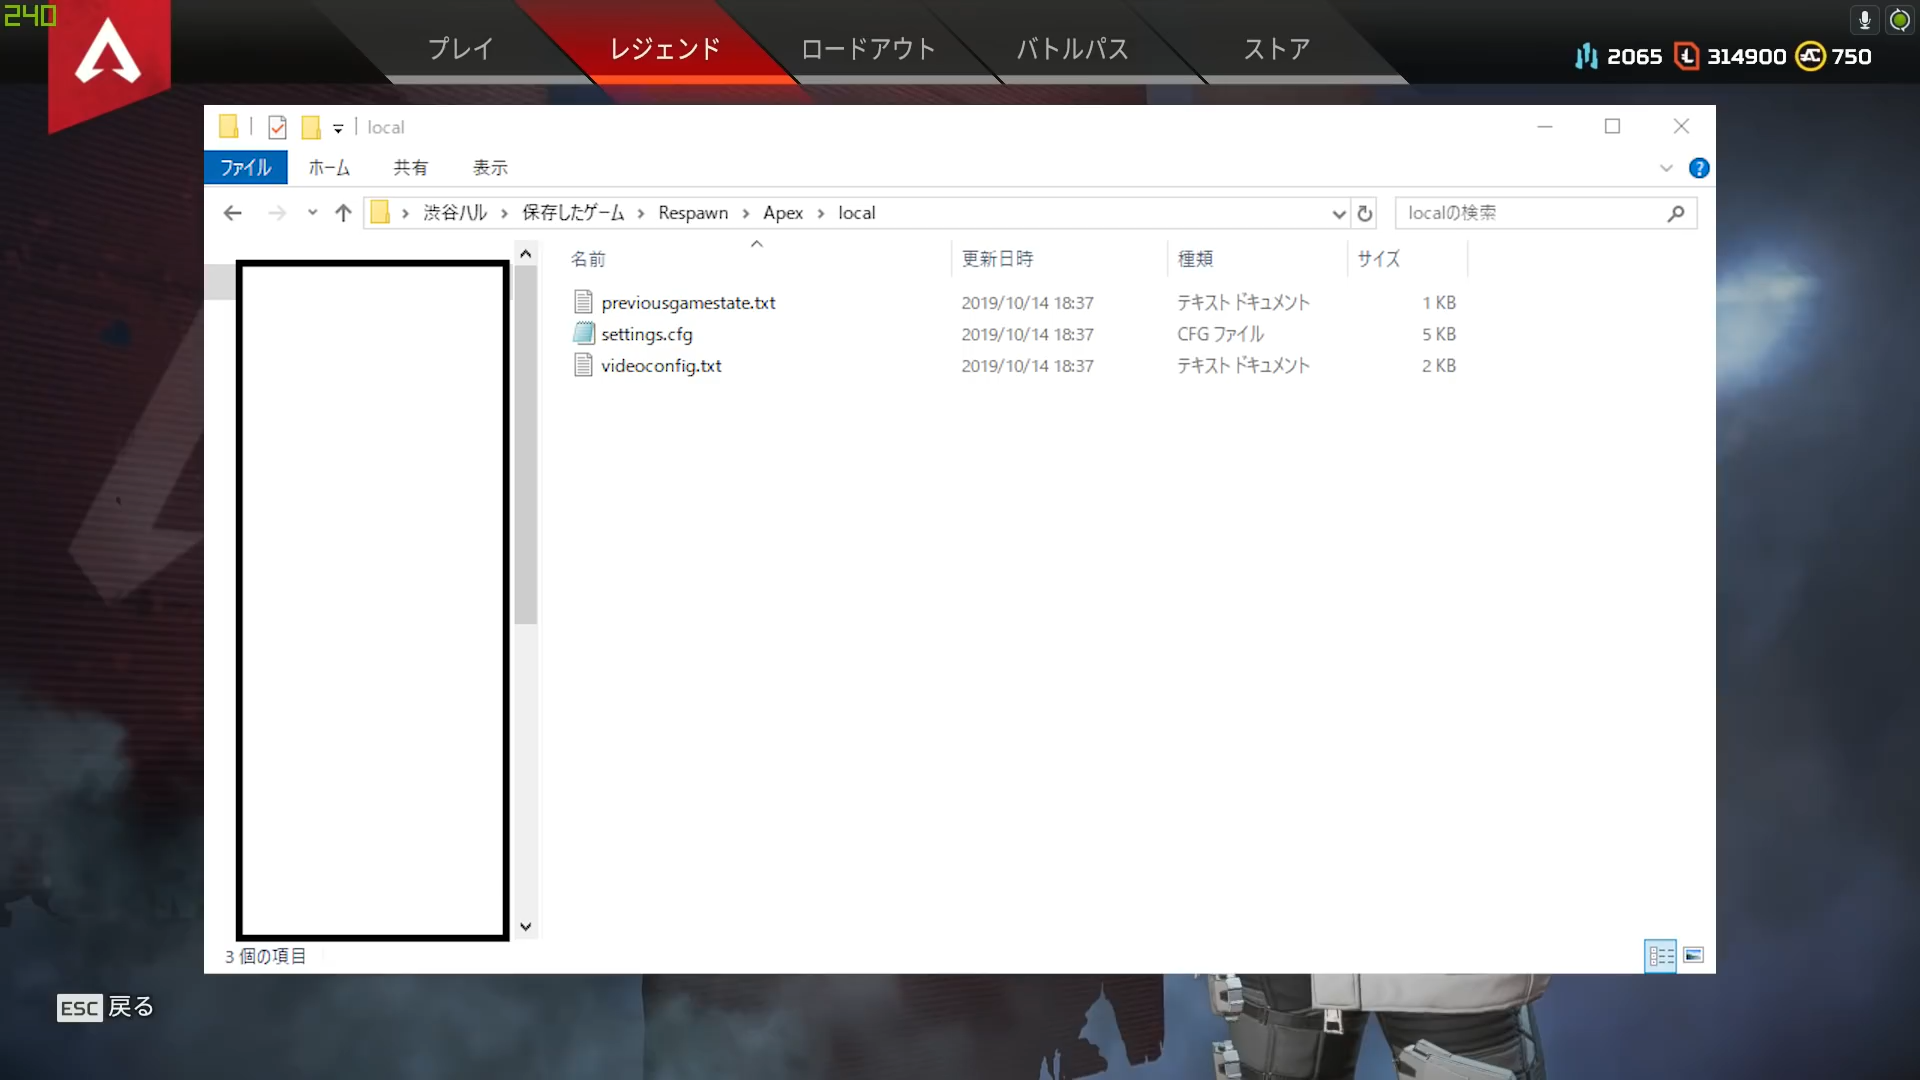 240
プレイ
レジェンド
ロードアウト
バトルパス
ストア
2065
314900
750
local
ファイル
ホーム
共有
表示
渋谷ハル
保存したゲーム
Respawn
Apex
local
localの検索
名前
更新日時
種類
サイズ
previousgamestate.txt 2019/10/14 18:37 テキスト ドキュメント 1 KB
settings.cfg 2019/10/14 18:37 CFG ファイル 5 KB
videoconfig.txt 2019/10/14 18:37 テキスト ドキュメント 2 KB
3 個の項目
ESC 戻る